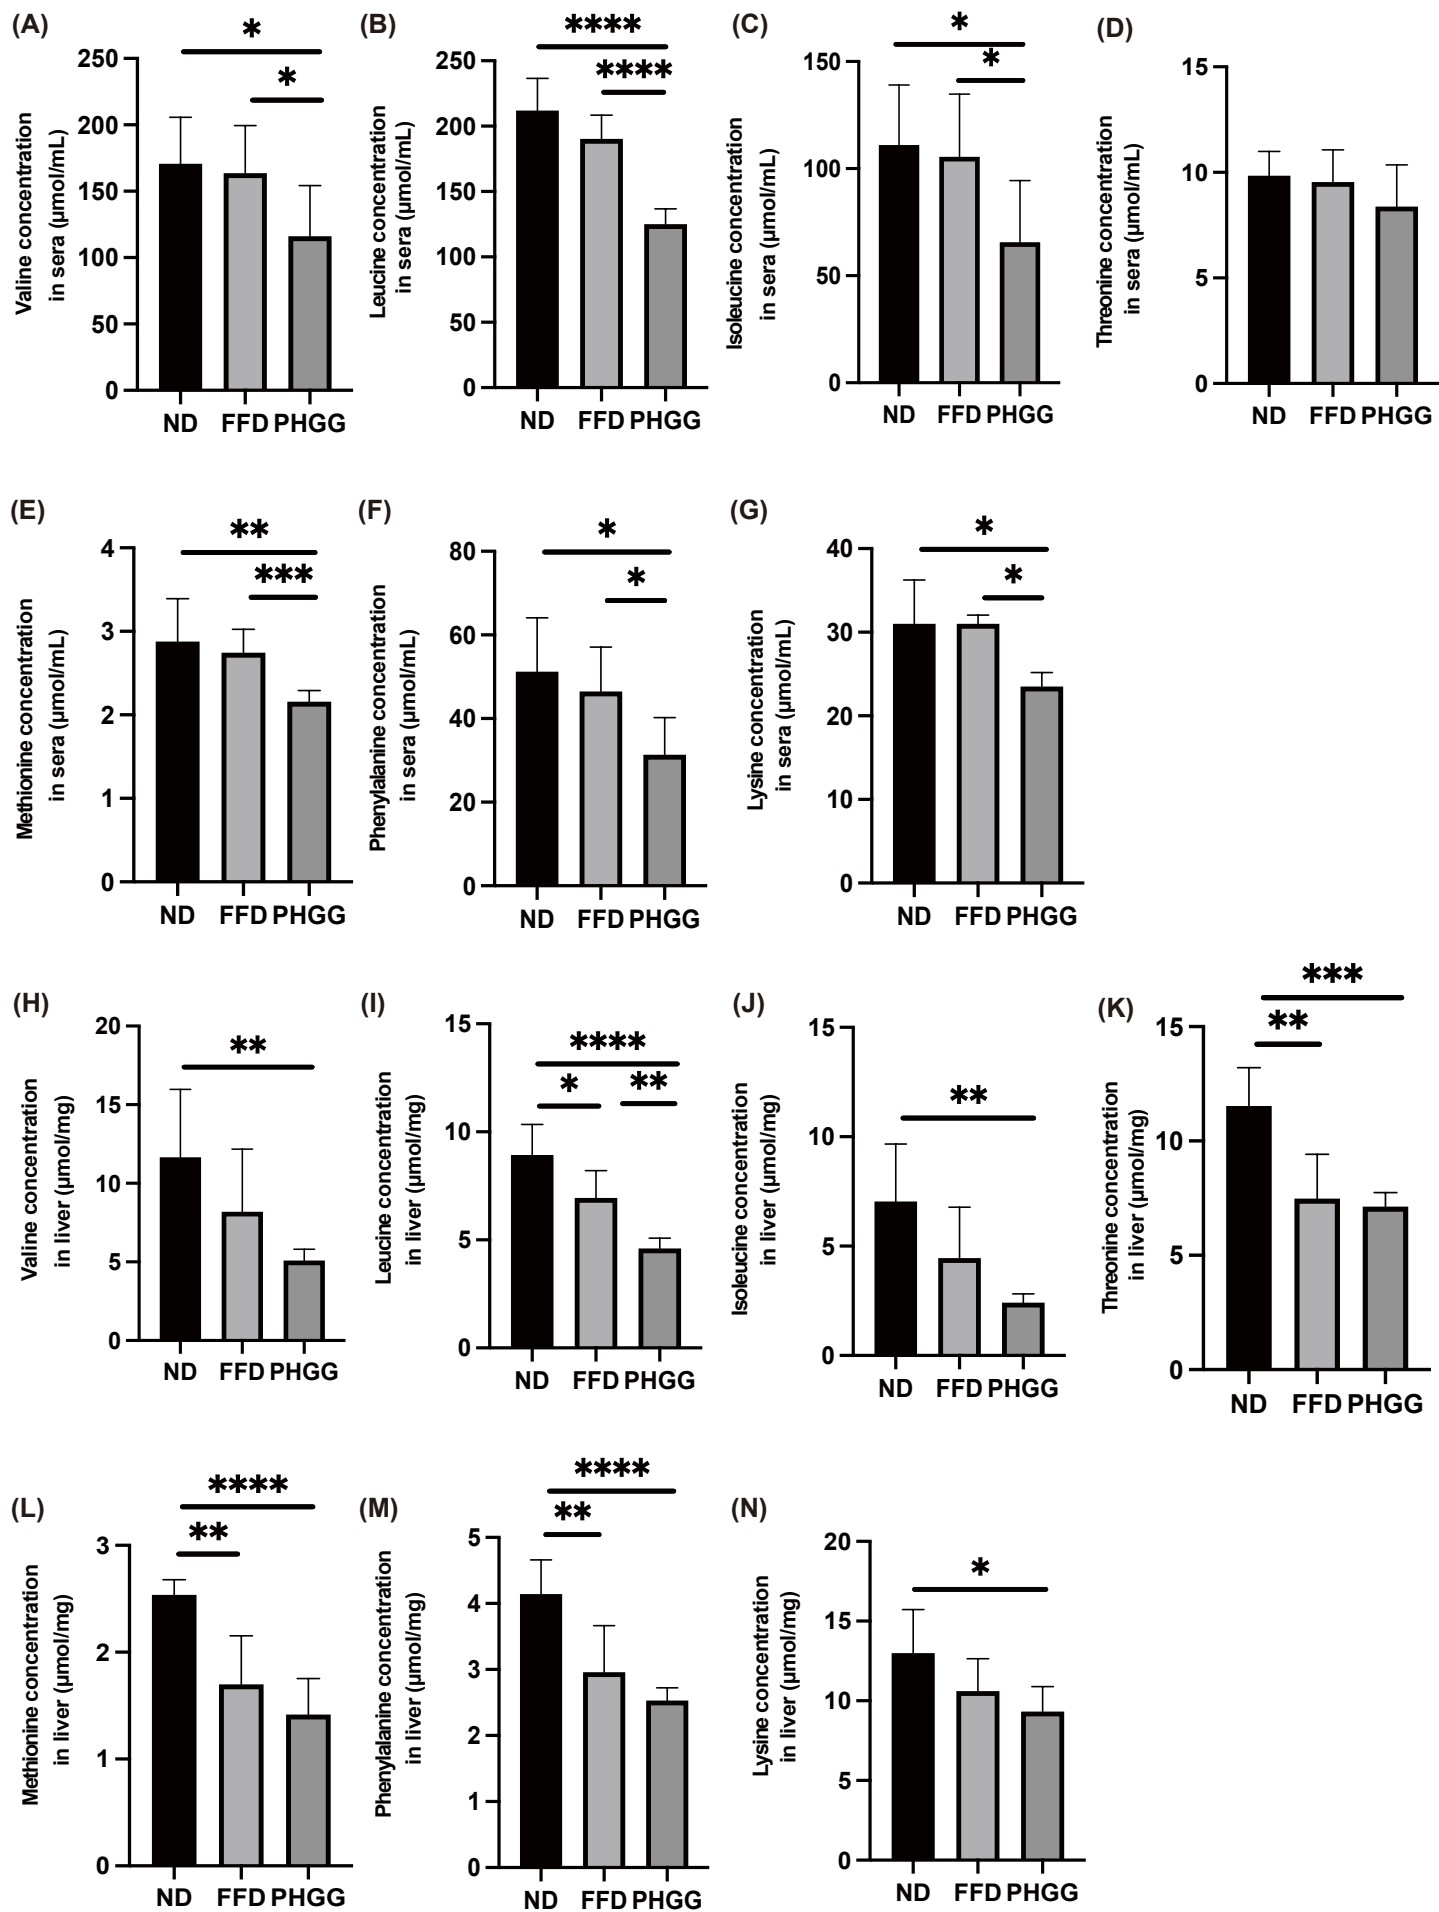 (A)
*
*
Valine concentration
in sera (μmol/mL)
250
200
150
100
50
0
ND FFD PHGG
(B)
****
****
Leucine concentration
in sera (μmol/mL)
250
200
150
100
50
0
ND FFD PHGG
(C)
*
*
Isoleucine concentration
in sera (μmol/mL)
150
100
50
0
ND FFD PHGG
(D)
Threonine concentration
in sera (μmol/mL)
15
10
5
0
ND FFD PHGG
(E)
**
***
Methionine concentration
in sera (μmol/mL)
4
3
2
1
0
ND FFD PHGG
(F)
*
*
Phenylalanine concentration
in sera (μmol/mL)
80
60
40
20
0
ND FFD PHGG
(G)
*
*
Lysine concentration
in sera (μmol/mL)
40
30
20
10
0
ND FFD PHGG
(H)
**
Valine concentration
in liver (μmol/mg)
20
15
10
5
0
ND FFD PHGG
(I)
****
* **
Leucine concentration
in liver (μmol/mg)
15
10
5
0
ND FFD PHGG
(J)
**
Isoleucine concentration
in liver (μmol/mg)
15
10
5
0
ND FFD PHGG
(K)
***
**
Threonine concentration
in liver (μmol/mg)
15
10
5
0
ND FFD PHGG
(L)
****
**
Methionine concentration
in liver (μmol/mg)
3
2
1
0
ND FFD PHGG
(M)
****
**
Phenylalanine concentration
in liver (μmol/mg)
5
4
3
2
1
0
ND FFD PHGG
(N)
*
Lysine concentration
in liver (μmol/mg)
20
15
10
5
0
ND FFD PHGG